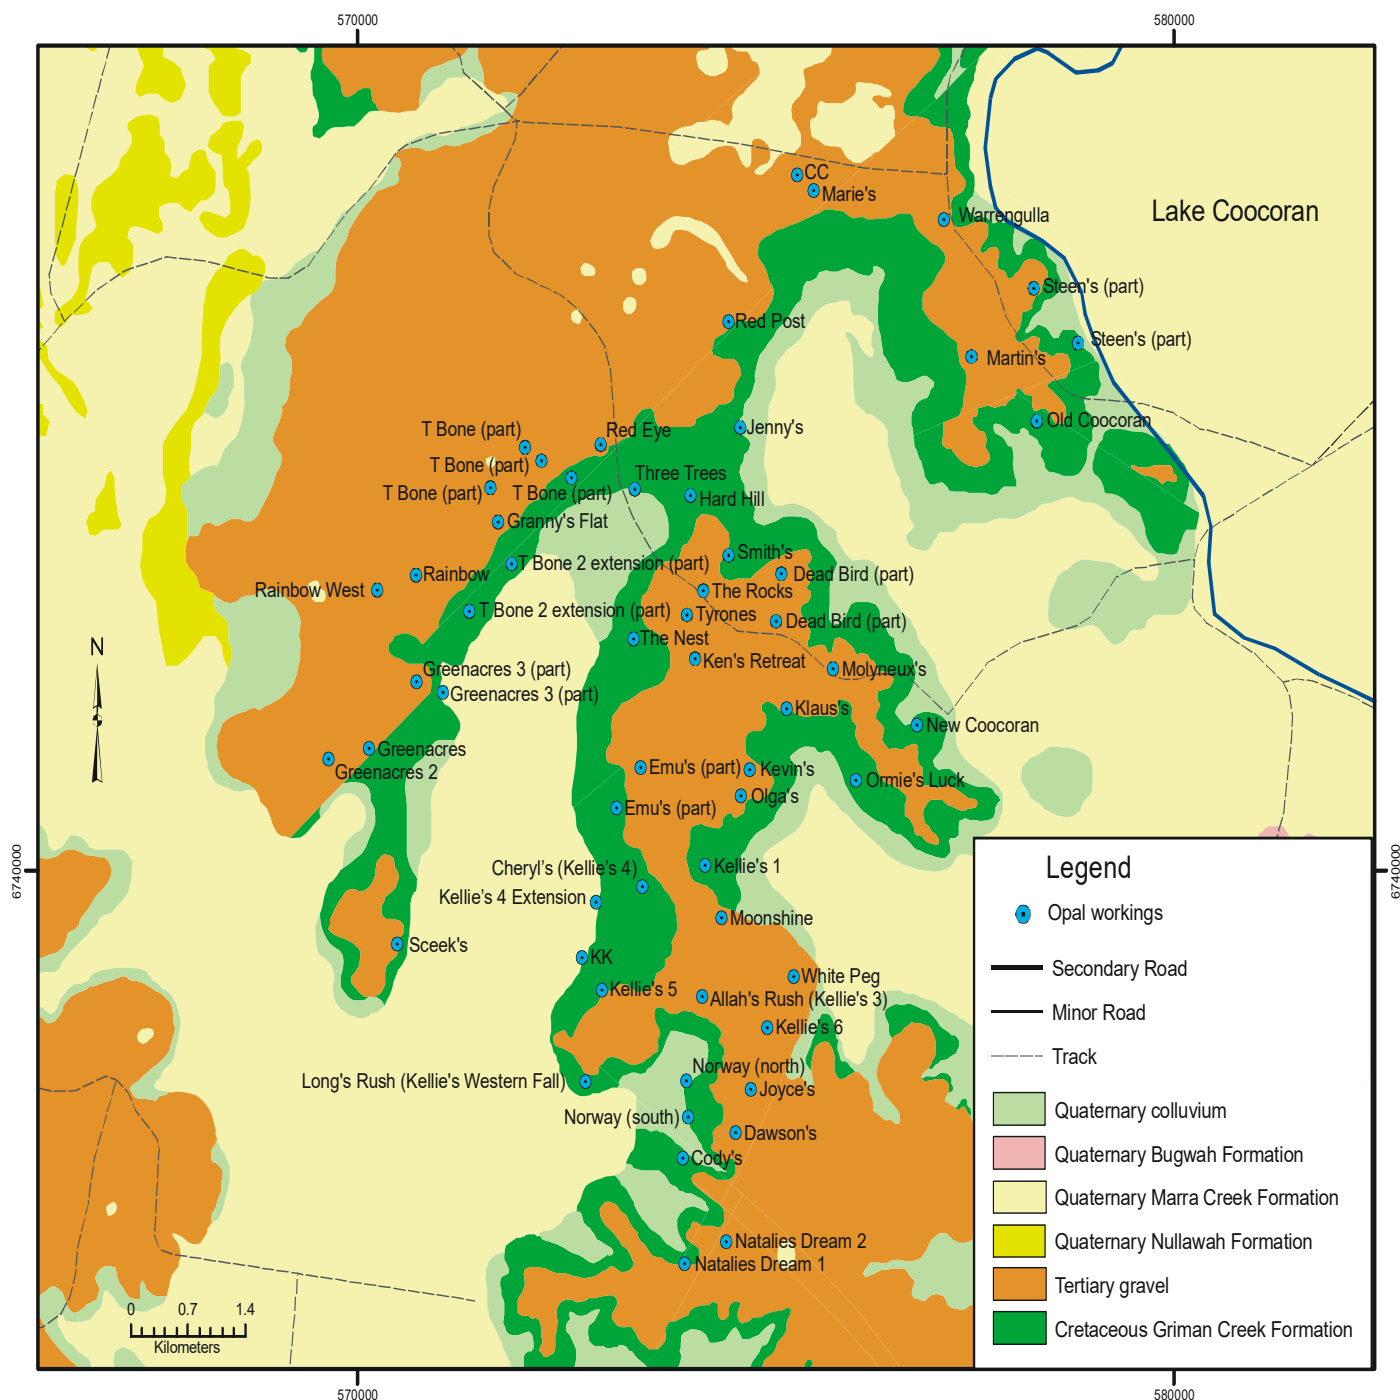 570000
580000
CC
Marie's
Lake Coocoran
Warrengulla
Steen's (part)
Red Post
Steen's (part)
Martin's
Old Coocoran
Jenny's
T Bone (part)
Red Eye
T Bone (part)
Three Trees
T Bone (part)
T Bone (part)
Hard Hill
Granny's Flat
Smith's
T Bone 2 extension (part)
Dead Bird (part)
Rainbow
Rainbow West
The Rocks
T Bone 2 extension (part)
Tyrones
Dead Bird (part)
The Nest
N
Ken's Retreat
Molyneux's
Greenacres 3 (part)
Greenacres 3 (part)
Klaus's
New Coocoran
Greenacres
Greenacres 2
Emu's (part)
Kevin's
Ormie's Luck
Olga's
Emu's (part)
Kellie's 1
Cheryl's (Kellie's 4)
6740000
6740000
Kellie's 4 Extension
Moonshine
Sceek's
KK
White Peg
Kellie's 5
Allah's Rush (Kellie's 3)
Kellie's 6
Norway (north)
Long's Rush (Kellie's Western Fall)
Joyce's
Norway (south)
Dawson's
Cody's
Natalies Dream 2
Natalies Dream 1
0 0.7 1.4
Kilometers
Legend
Opal workings
Secondary Road
Minor Road
Track
Quaternary colluvium
Quaternary Bugwah Formation
Quaternary Marra Creek Formation
Quaternary Nullawah Formation
Tertiary gravel
Cretaceous Griman Creek Formation
570000
580000